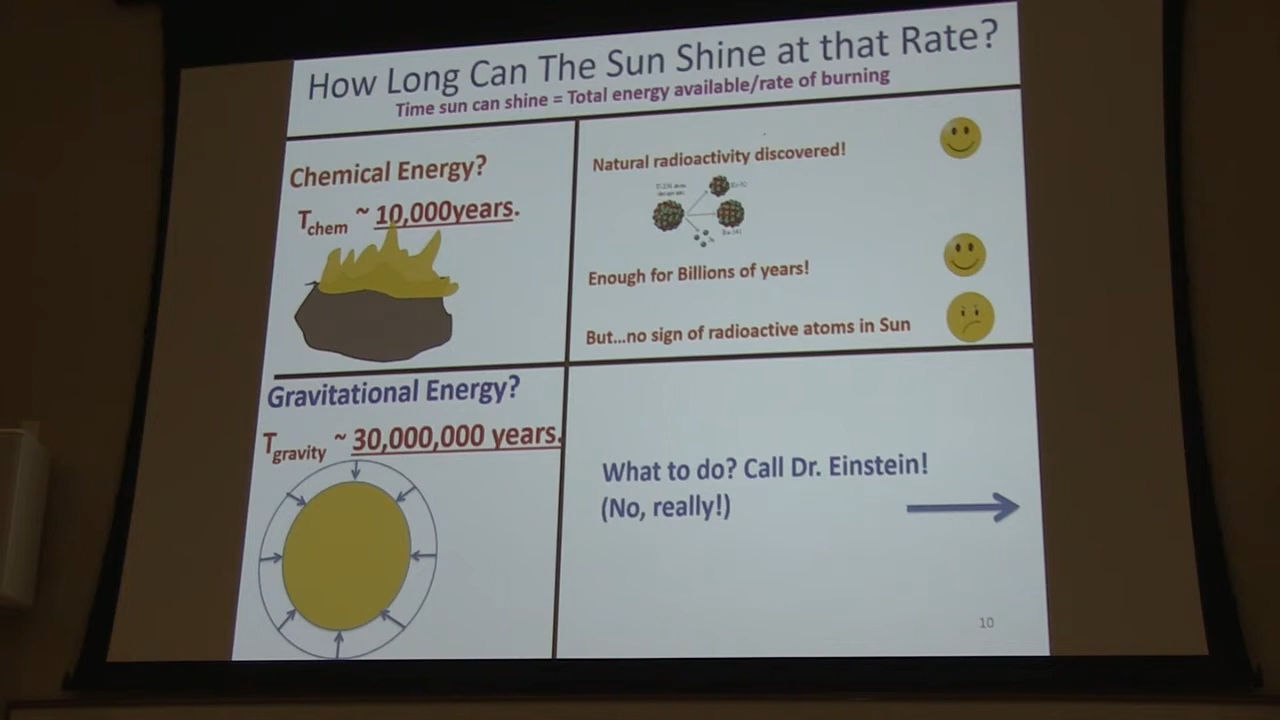 How Long Can The Sun Shine at that Rate?
Time sun can shine = Total energy available/rate of burning
Chemical Energy?
Tchem ~ 10,000years.
Natural radioactivity discovered!
Enough for Billions of years!
But...no sign of radioactive atoms in Sun
Gravitational Energy?
Tgravity ~ 30,000,000 years.
What to do? Call Dr. Einstein!
(No, really!)
10